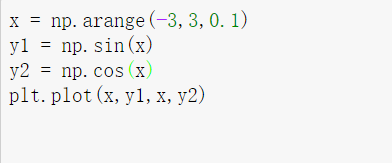 x = np.arange(-3,3,0.1)
y1 = np.sin(x)
y2 = np.cos(x)
plt.plot(x,y1,x,y2)